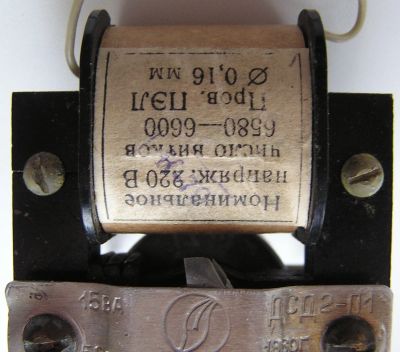 Номинальное
напряж. 220 В
число витков
6580—6600
Пров. ПЭЛ
Ø 0,16 мм
15ВА
ДСД2-П1